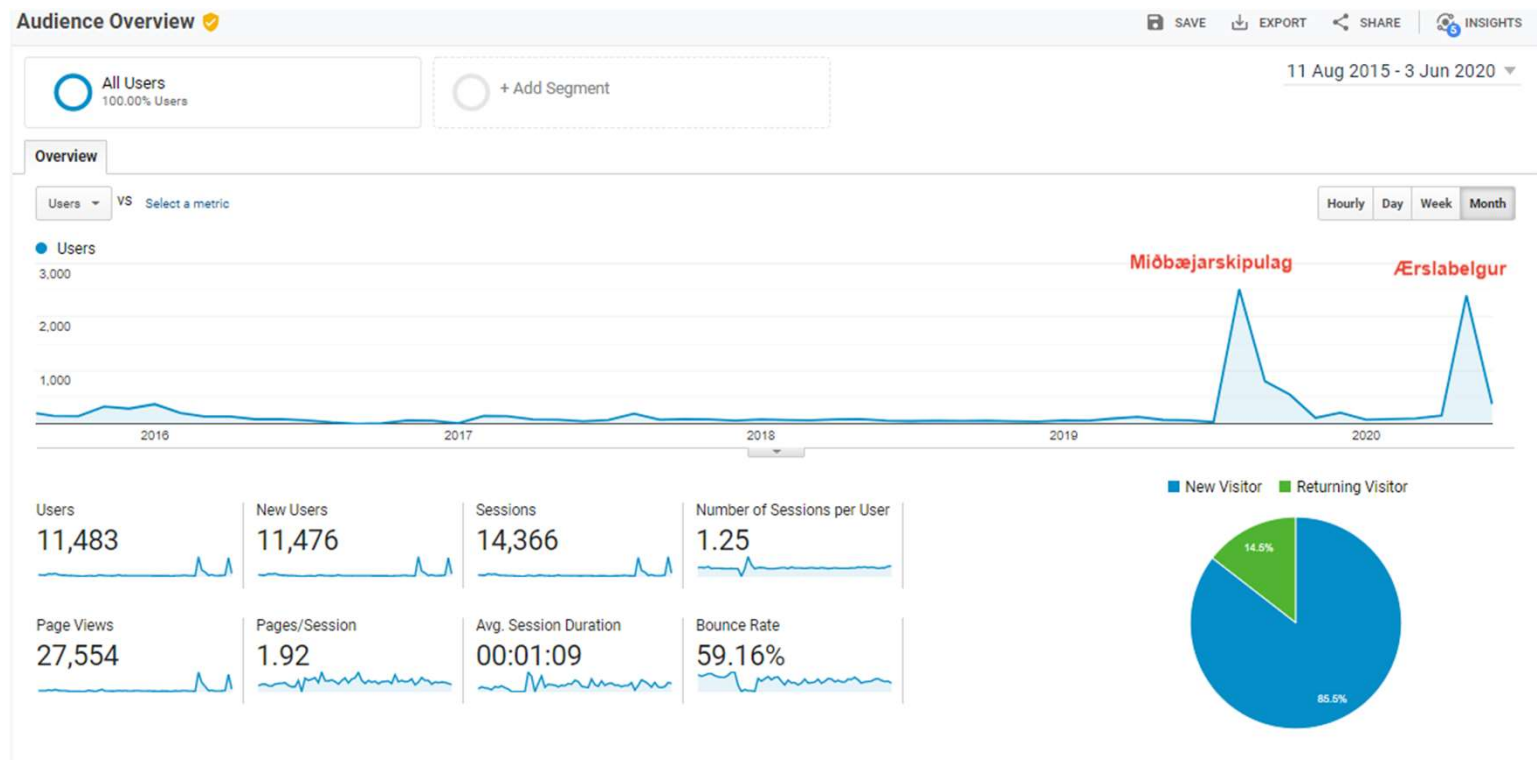 Audience Overview
SAVE EXPORT SHARE 5 INSIGHTS
All Users
100.00% Users
+ Add Segment
11 Aug 2015 - 3 Jun 2020
Overview
Users VS Select a metric
Hourly Day Week Month
Users
3,000
2,000
1,000
Miðbæjarskipulag
Ærslabelgur
2016 2017 2018 2019 2020
New Visitor Returning Visitor
Users New Users Sessions Number of Sessions per User
11,483 11,476 14,366 1.25
Page Views Pages/Session Avg. Session Duration Bounce Rate
27,554 1.92 00:01:09 59.16%
14.5%
85.5%